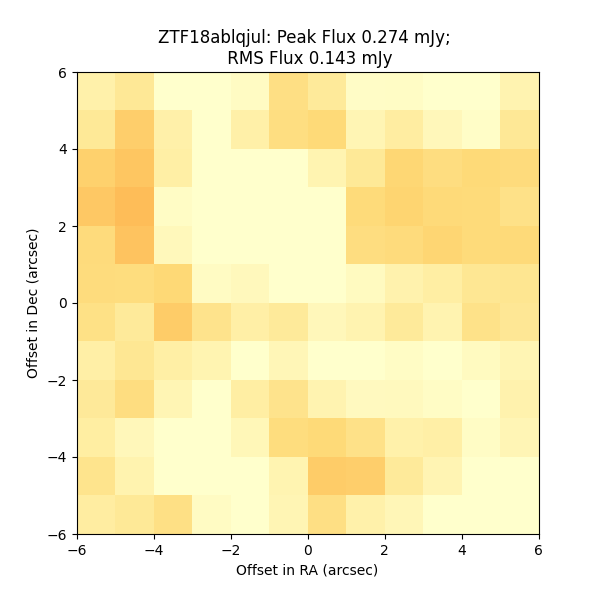 ZTF18ablqjul: Peak Flux 0.274 mJy;
RMS Flux 0.143 mJy
6
4
2
0
−2
−4
−6
Offset in Dec (arcsec)
−6 −4 −2 0 2 4 6
Offset in RA (arcsec)